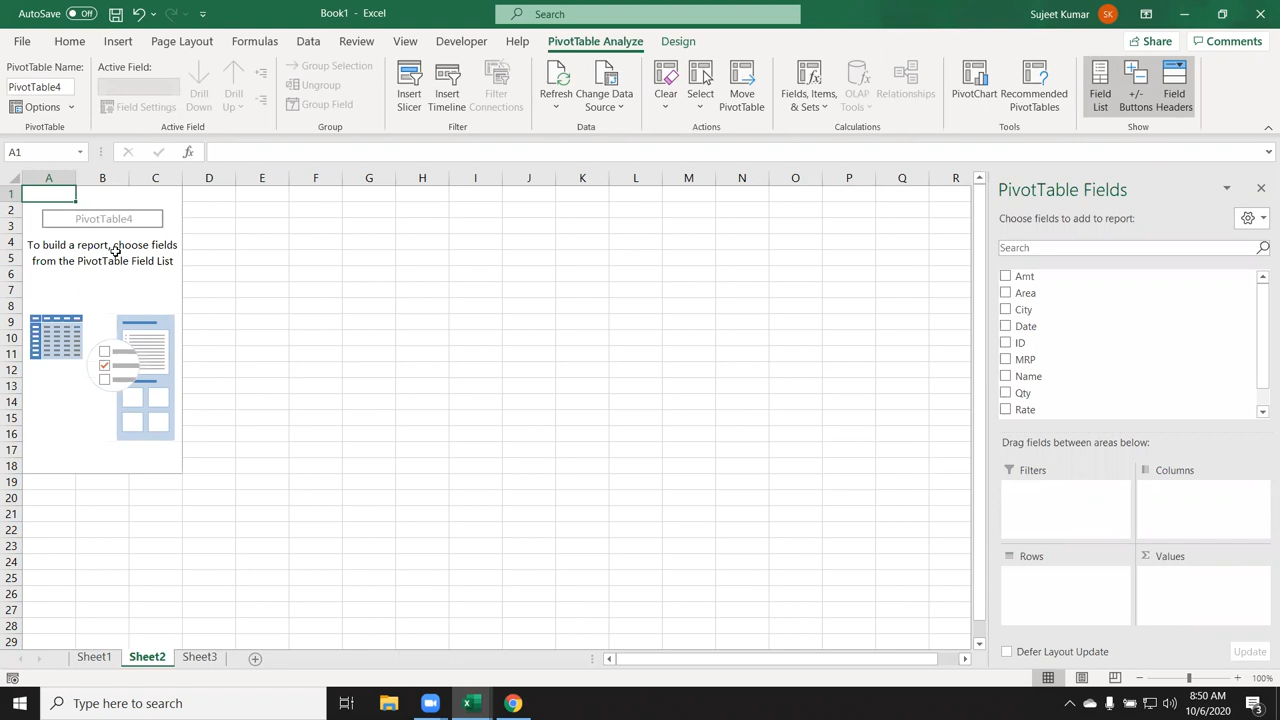 AutoSave Off Book1 - Excel Search Sujeet Kumar SK
File Home Insert Page Layout Formulas Data Review View Developer Help PivotTable Analyze Design Share Comments
PivotTable Name:
PivotTable4
Options
PivotTable
Active Field:
Field Settings
Drill Down
Drill Up
Active Field
Group Selection
Ungroup
Group Field
Group
Insert Slicer
Insert Timeline
Filter Connections
Filter
Refresh
Change Data Source
Data
Clear
Select
Move PivotTable
Actions
Fields, Items, & Sets
OLAP Tools
Relationships
Calculations
PivotChart
Recommended PivotTables
Tools
Field List
+/- Buttons
Field Headers
Show
A1 fx
A B C D E F G H I J K L M N O P Q R
1
2
3
4
5
6
7
8
9
10
11
12
13
14
15
16
17
18
19
20
21
22
23
24
25
26
27
28
29
PivotTable4
To build a report, choose fields
from the PivotTable Field List
PivotTable Fields
Choose fields to add to report:
Search
Amt
Area
City
Date
ID
MRP
Name
Qty
Rate
Drag fields between areas below:
Filters
Columns
Rows
Σ Values
Defer Layout Update
Update
Sheet1 Sheet2 Sheet3
100%
Type here to search
8:50 AM
10/6/2020
3